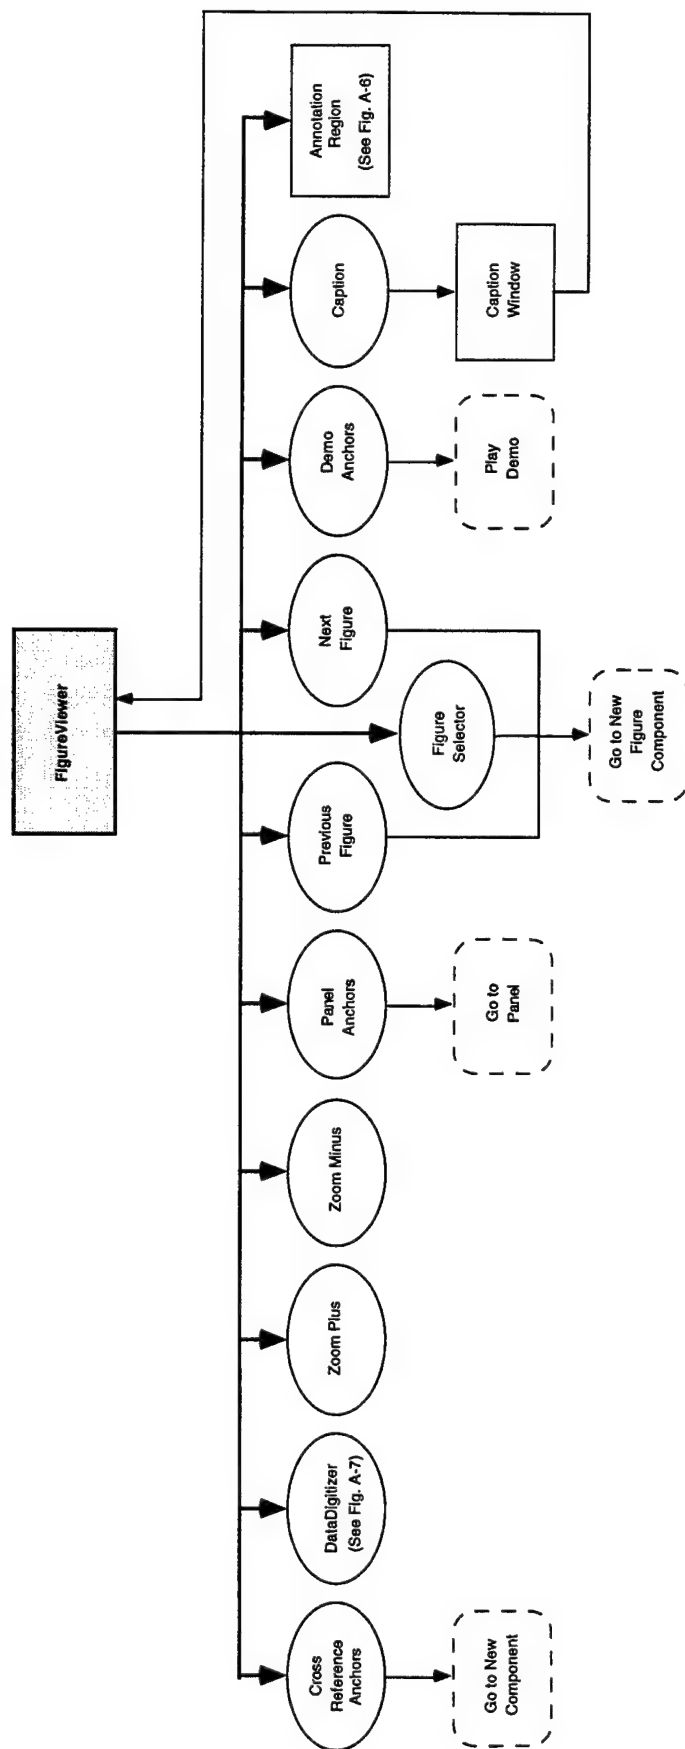 FigureViewer
Cross
Reference
Anchors
DataDigitizer
(See Fig. A-7)
Zoom Plus
Zoom Minus
Panel
Anchors
Previous
Figure
Figure
Selector
Next
Figure
Demo
Anchors
Caption
Annotation
Region
(See Fig. A-6)
Go to New
Component
Go to
Panel
Go to New
Figure
Component
Play
Demo
Caption
Window